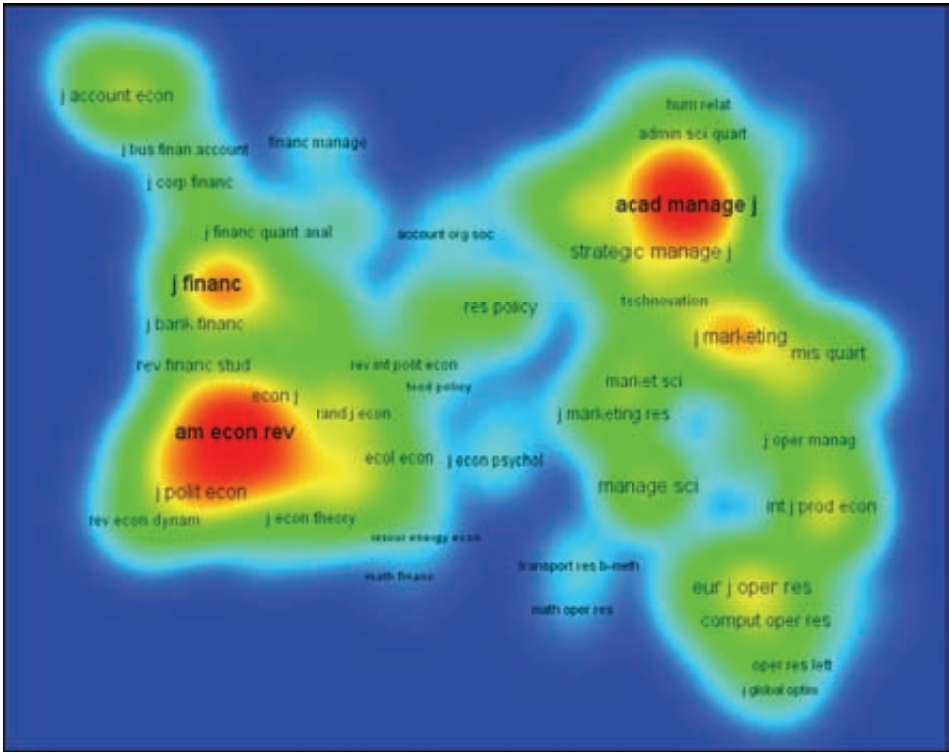 j account econ
hum relat
admin sci quart
j bus finan account
financ manage
j corp financ
acad manage j
j financ quant anal
account org soc
strategic manage j
j financ
technovation
res policy
j bank financ
j marketing
mis quart
rev financ stud
rev int polit econ
market sci
food policy
econ j
rand j econ
j marketing res
am econ rev
j oper manag
ecol econ
j econ psychol
manage sci
j polit econ
int j prod econ
rev econ dynam
j econ theory
resour energy econ
transport res b-meth
math financ
eur j oper res
math oper res
comput oper res
oper res lett
j global optim